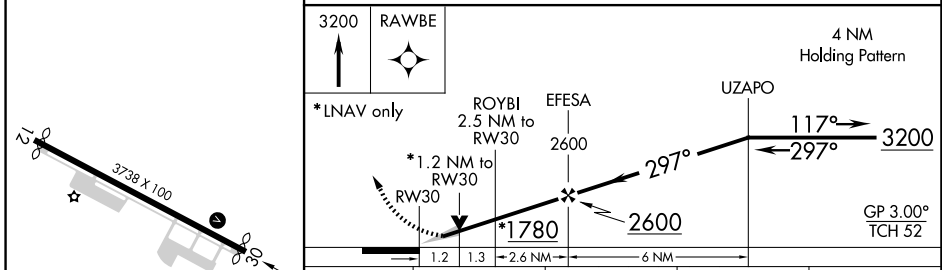 3200 RAWBE
4 NM
Holding Pattern
*LNAV only
ROYBI
2.5 NM to
RW30
EFESA
2600
UZAPO
117°
297°
3200
297°
*1.2 NM to
RW30
RW30
*1780
2600
GP 3.00°
TCH 52
1.2 1.3 2.6 NM 6 NM
12
3738 X 100
V
30